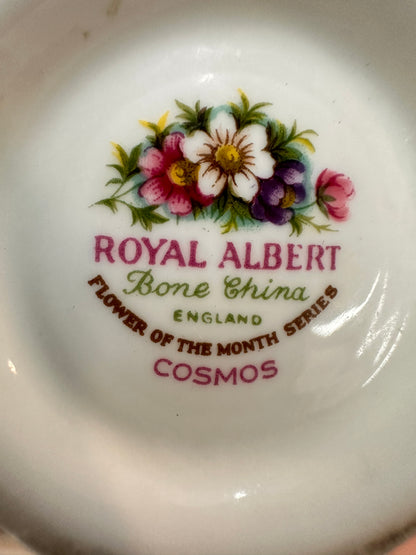 ROYAL ALBERT
Bone China
ENGLAND
FLOWER OF THE MONTH SERIES
COSMOS